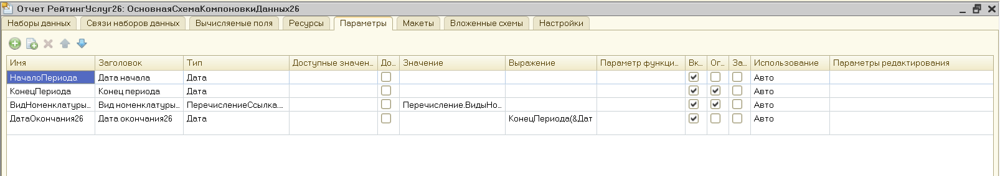 Отчет РейтингУслуг26: ОсновнаяСхемаКомпоновкиДанных26
Наборы данных Связи наборов данных Вычисляемые поля Ресурсы Параметры Макеты Вложенные схемы Настройки
Имя Заголовок Тип Доступные значен... До... Значение Выражение Параметр функци... Вк... Ог... За... Использование Параметры редактирования
НачалоПериода Дата начала Дата Авто
КонецПериода Конец периода Дата Авто
ВидНоменклатуры... Вид номенклатуры... ПеречислениеСсылка.... Перечисление.ВидыНо... Авто
ДатаОкончания26 Дата окончания26 Дата КонецПериода(&Дат Авто